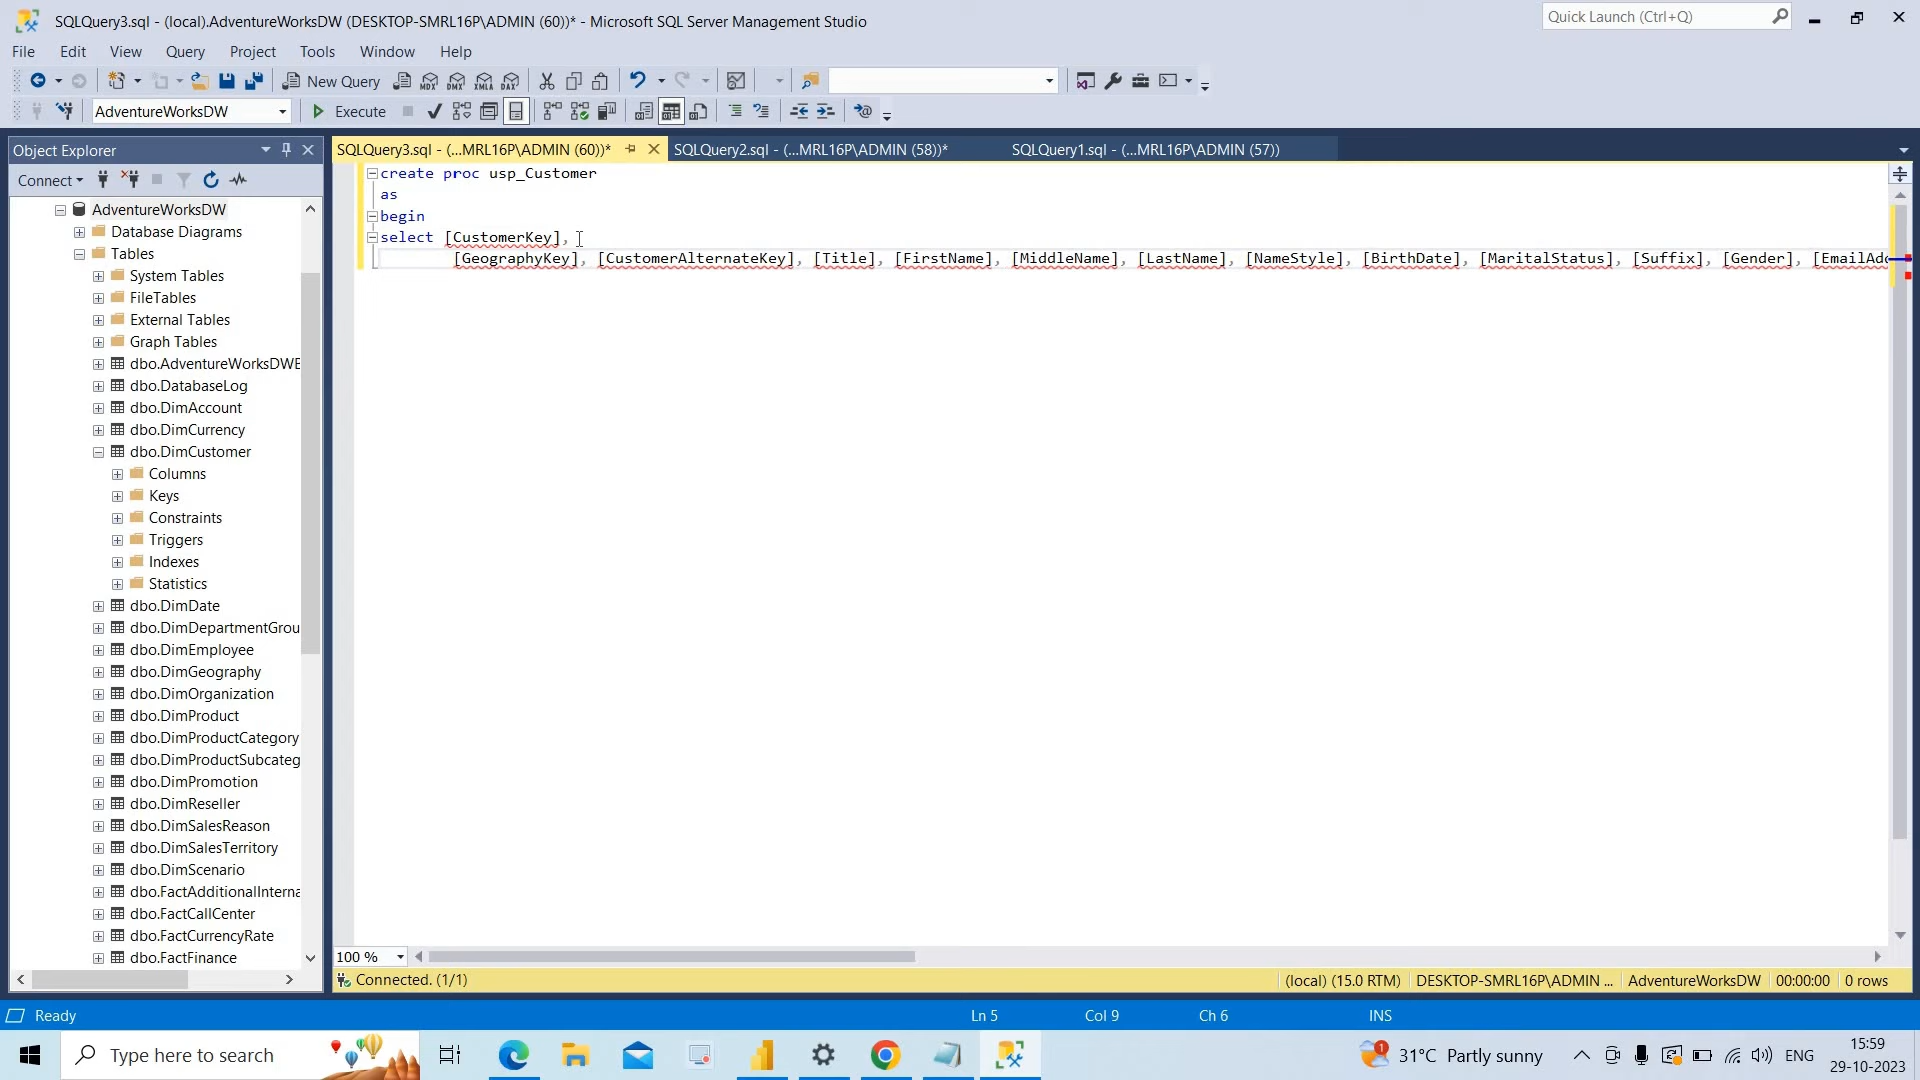 SQLQuery3.sql - (local).AdventureWorksDW (DESKTOP-SMRL16P\ADMIN (60))* - Microsoft SQL Server Management Studio
Quick Launch (Ctrl+Q)
File Edit View Query Project Tools Window Help
New Query MDX DMX XMLA DAX
AdventureWorksDW Execute
Object Explorer
SQLQuery3.sql - (...MRL16P\ADMIN (60))* SQLQuery2.sql - (...MRL16P\ADMIN (58))* SQLQuery1.sql - (...MRL16P\ADMIN (57))
Connect
AdventureWorksDW
Database Diagrams
Tables
System Tables
FileTables
External Tables
Graph Tables
dbo.AdventureWorksDWE
dbo.DatabaseLog
dbo.DimAccount
dbo.DimCurrency
dbo.DimCustomer
Columns
Keys
Constraints
Triggers
Indexes
Statistics
dbo.DimDate
dbo.DimDepartmentGrou
dbo.DimEmployee
dbo.DimGeography
dbo.DimOrganization
dbo.DimProduct
dbo.DimProductCategory
dbo.DimProductSubcateg
dbo.DimPromotion
dbo.DimReseller
dbo.DimSalesReason
dbo.DimSalesTerritory
dbo.DimScenario
dbo.FactAdditionalInterna
dbo.FactCallCenter
dbo.FactCurrencyRate
dbo.FactFinance
create proc usp_Customer
as
begin
select [CustomerKey],
[GeographyKey], [CustomerAlternateKey], [Title], [FirstName], [MiddleName], [LastName], [NameStyle], [BirthDate], [MaritalStatus], [Suffix], [Gender], [EmailAdd
100 %
Connected. (1/1) (local) (15.0 RTM) DESKTOP-SMRL16P\ADMIN ... AdventureWorksDW 00:00:00 0 rows
Ready Ln 5 Col 9 Ch 6 INS
Type here to search
1 31°C Partly sunny ENG
15:59
29-10-2023